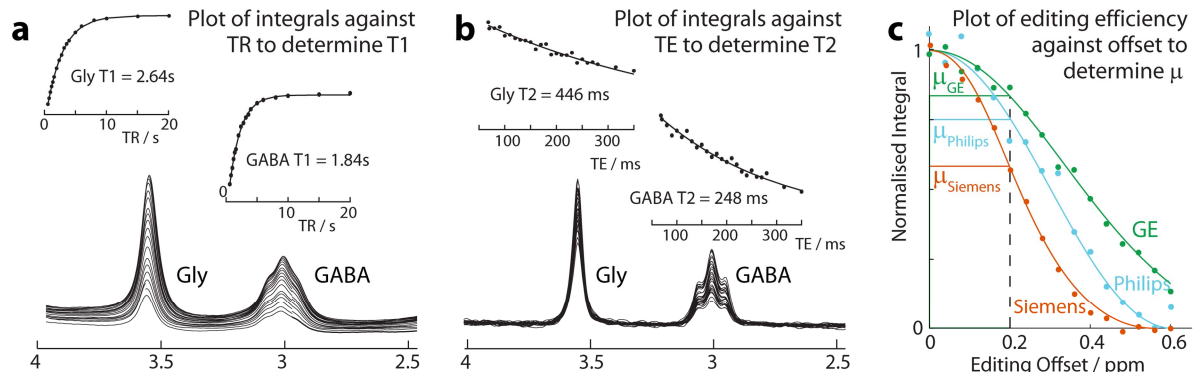 a
Plot of integrals against
TR to determine T1
Gly T1 = 2.64s
0 10 20
TR / s
GABA T1 = 1.84s
0
10 20
TR / s
Gly
GABA
4 3.5 3 2.5
b
Plot of integrals against
TE to determine T2
Gly T2 = 446 ms
100 200 300
TE / ms
GABA T2 = 248 ms
100 200 300
TE / ms
Gly
GABA
4 3.5 3 2.5
c
Plot of editing efficiency
against offset to
determine μ
Normalised Integral
1
0
μGE
μPhilips
μSiemens
GE
Philips
Siemens
0 0.2 0.4 0.6
Editing Offset / ppm